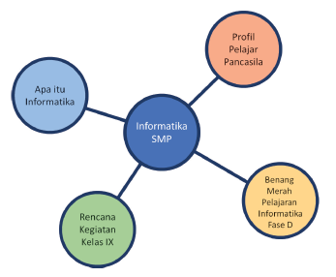 Profil
Pelajar
Pancasila
Apa itu
Informatika
Informatika
SMP
Benang
Merah
Pelajaran
Informatika
Fase D
Rencana
Kegiatan
Kelas IX